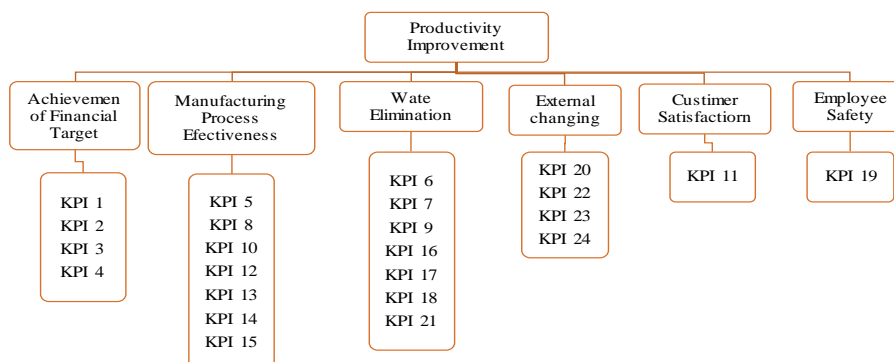 Productivity
Improvement
Achievemen
of Financial
Target
Manufacturing
Process
Efectiveness
Wate
Elimination
External
changing
Custimer
Satisfactiorn
Employee
Safety
KPI 1
KPI 2
KPI 3
KPI 4
KPI 5
KPI 8
KPI 10
KPI 12
KPI 13
KPI 14
KPI 15
KPI 6
KPI 7
KPI 9
KPI 16
KPI 17
KPI 18
KPI 21
KPI 20
KPI 22
KPI 23
KPI 24
KPI 11
KPI 19